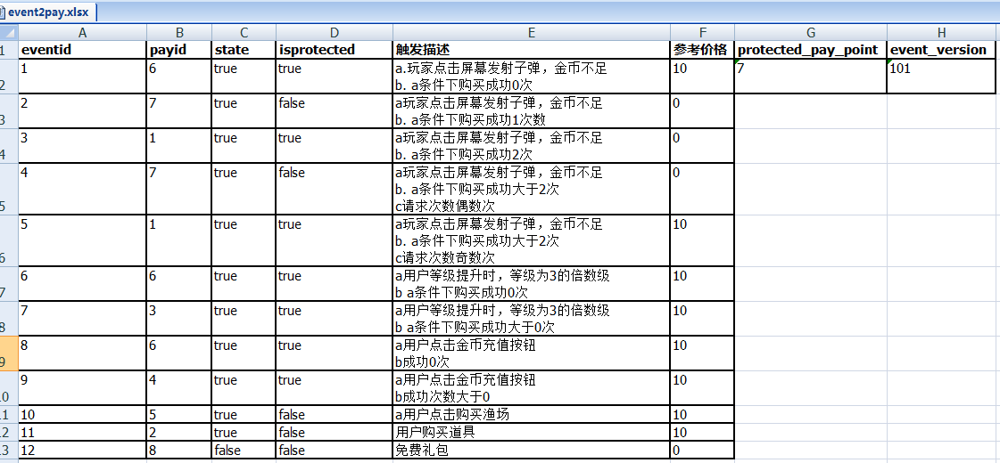 event2pay.xlsx
A B C D E F G H
1 eventid payid state isprotected 触发描述 参考价格 protected_pay_point event_version
1 6 true true a.玩家点击屏幕发射子弹，金币不足 10 7 101
2 b. a条件下购买成功0次
2 7 true false a玩家点击屏幕发射子弹，金币不足 0
3 b. a条件下购买成功1次数
3 1 true true a玩家点击屏幕发射子弹，金币不足 0
4 b. a条件下购买成功2次
4 7 true false a玩家点击屏幕发射子弹，金币不足 0
b. a条件下购买成功大于2次
5 c请求次数偶数次
5 1 true true a玩家点击屏幕发射子弹，金币不足 10
b. a条件下购买成功大于2次
6 c请求次数奇数次
6 6 true true a用户等级提升时，等级为3的倍数级 10
7 b a条件下购买成功0次
7 3 true true a用户等级提升时，等级为3的倍数级 10
8 b a条件下购买成功大于0次
8 6 true true a用户点击金币充值按钮 10
9 b成功0次
9 4 true true a用户点击金币充值按钮 10
10 b成功次数大于0
11 10 5 true false a用户点击购买渔场 10
12 11 2 true false 用户购买道具 10
13 12 8 false false 免费礼包 0